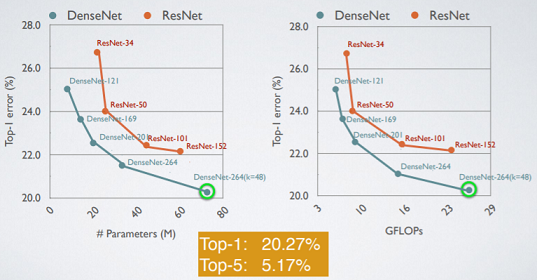 DenseNet ResNet
28.0
26.0
24.0
22.0
20.0
Top-1 error (%)
ResNet-34
DenseNet-121
ResNet-50
DenseNet-169
DenseNet-201
ResNet-101
ResNet-152
DenseNet-264
DenseNet-264(k=48)
0 20 40 60 80
# Parameters (M)
DenseNet ResNet
28.0
26.0
24.0
22.0
20.0
Top-1 error (%)
ResNet-34
DenseNet-121
ResNet-50
DenseNet-169
DenseNet-201
ResNet-101
ResNet-152
DenseNet-264
DenseNet-264(k=48)
3 10 16 23 29
GFLOPs
Top-1: 20.27%
Top-5: 5.17%